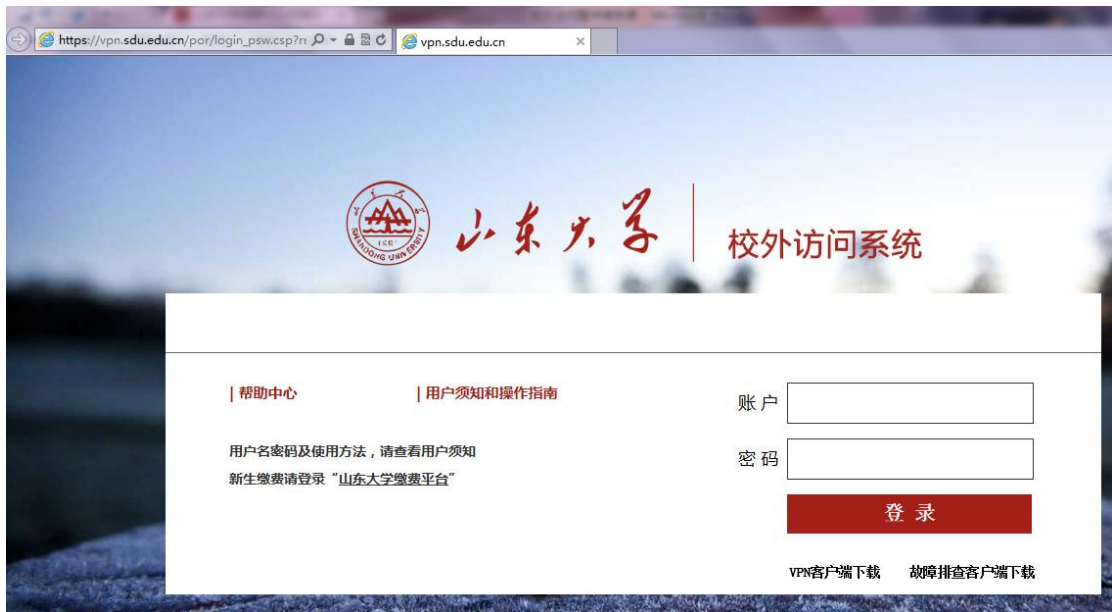 https://vpn.sdu.edu.cn/por/login_psw.csp?r
vpn.sdu.edu.cn
SHANDONG UNIVERSITY
1901
山东大学
校外访问系统
帮助中心
用户须知和操作指南
账户
用户名密码及使用方法，请查看用户须知
密码
新生缴费请登录“山东大学缴费平台”
登 录
VPN客户端下载
故障排查客户端下载